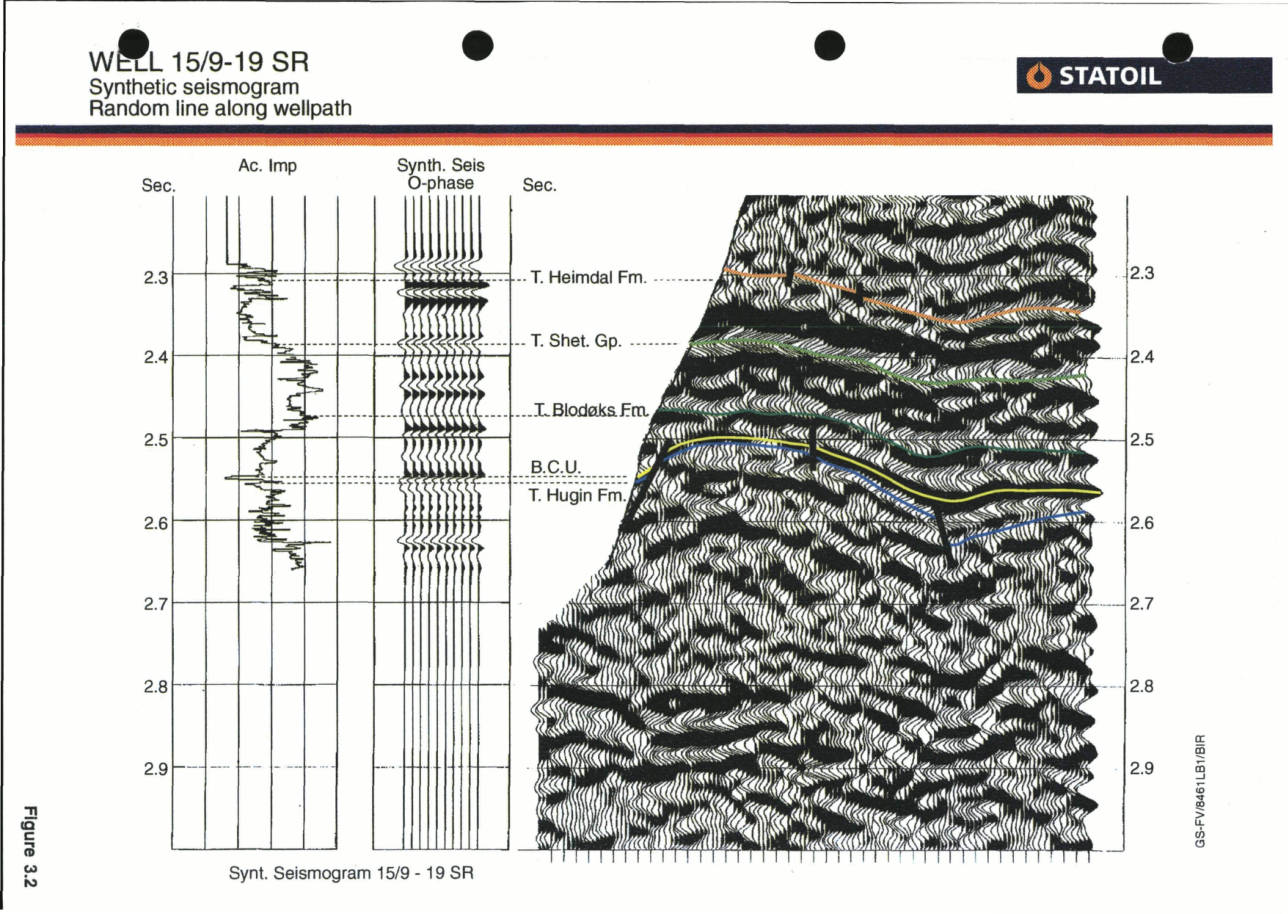 WELL 15/9-19 SR
Synthetic seismogram
Random line along wellpath
STATOIL
Ac. Imp
Synth. Seis
O-phase
Sec.
Sec.
2.3
2.4
2.5
2.6
2.7
2.8
2.9
T. Heimdal Fm.
T. Shet. Gp.
T. Blodøks Fm.
B.C.U.
T. Hugin Fm.
2.3
2.4
2.5
2.6
2.7
2.8
2.9
Synt. Seismogram 15/9 - 19 SR
GS-FV/8461LB1/BIR
Figure 3.2